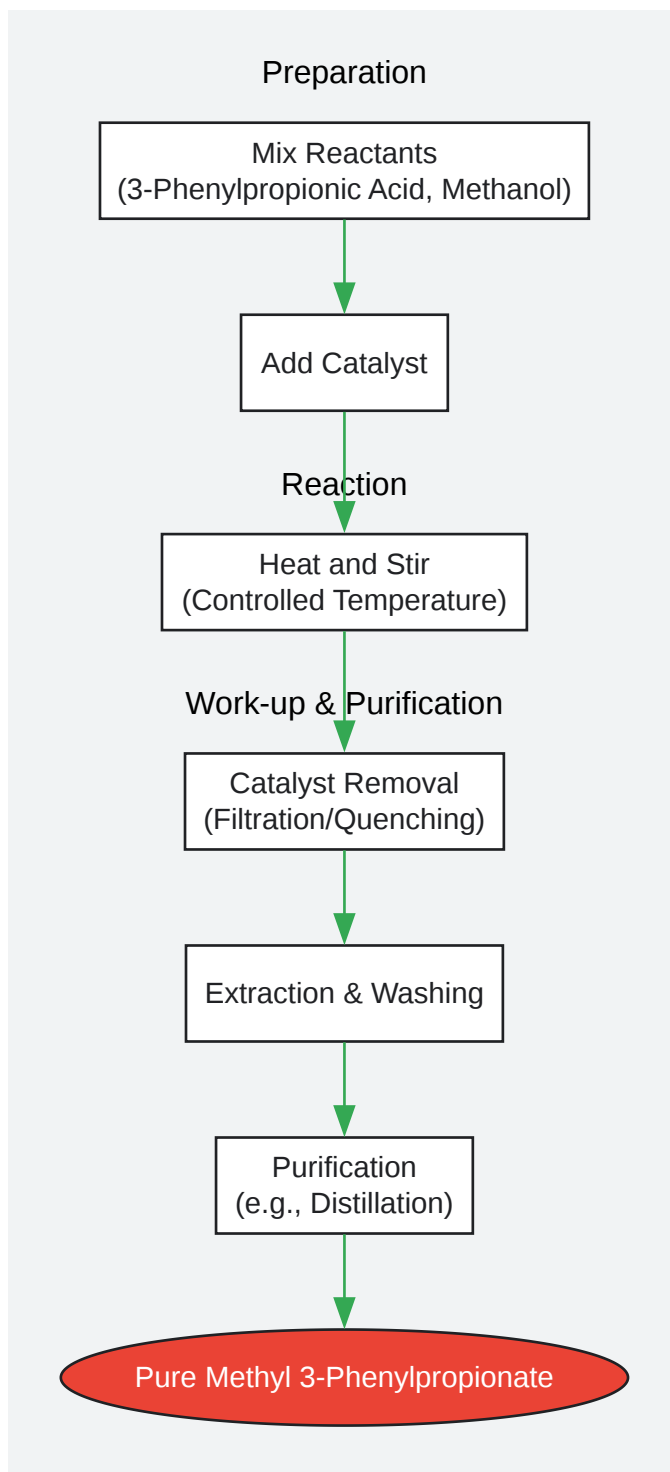 Preparation
Mix Reactants
(3-Phenylpropionic Acid, Methanol)
Add Catalyst
Reaction
Heat and Stir
(Controlled Temperature)
Work-up & Purification
Catalyst Removal
(Filtration/Quenching)
Extraction & Washing
Purification
(e.g., Distillation)
Pure Methyl 3-Phenylpropionate